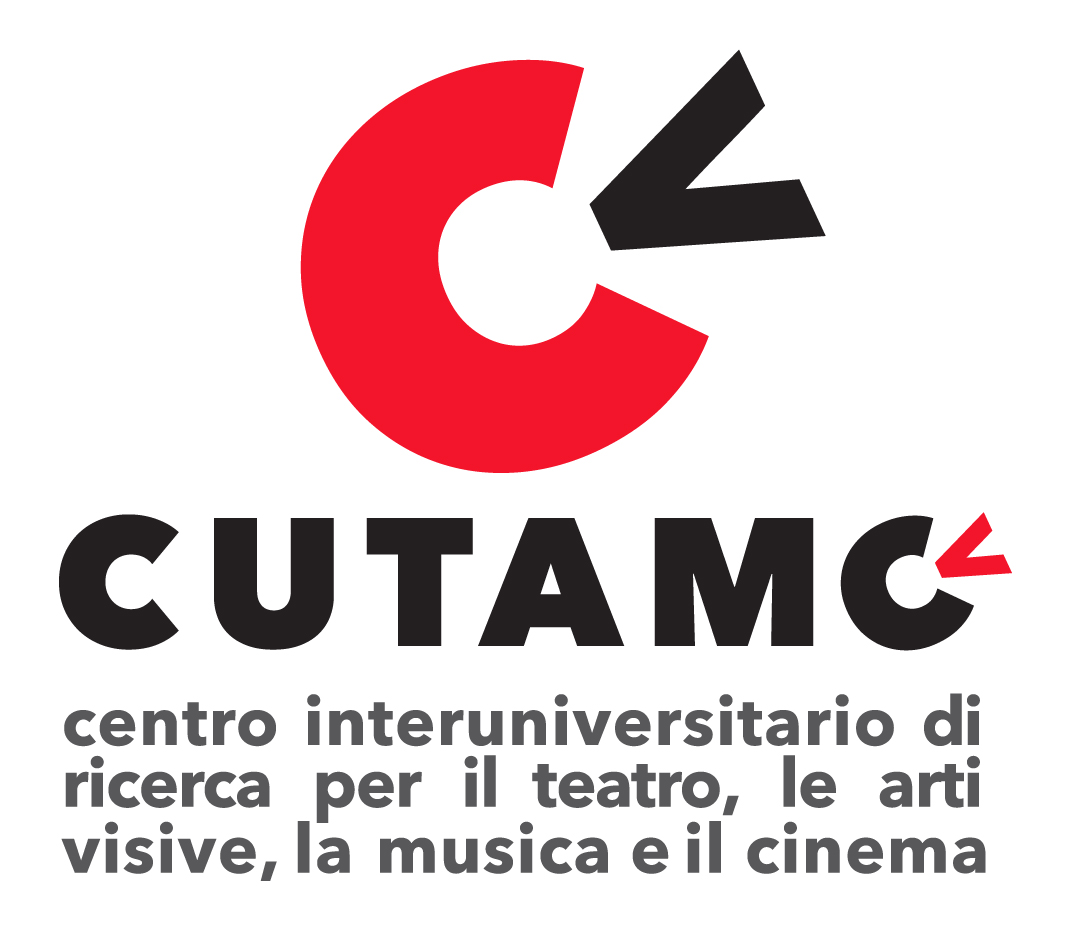 CUTAMC
centro interuniversitario di
ricerca per il teatro, le arti
visive, la musica e il cinema